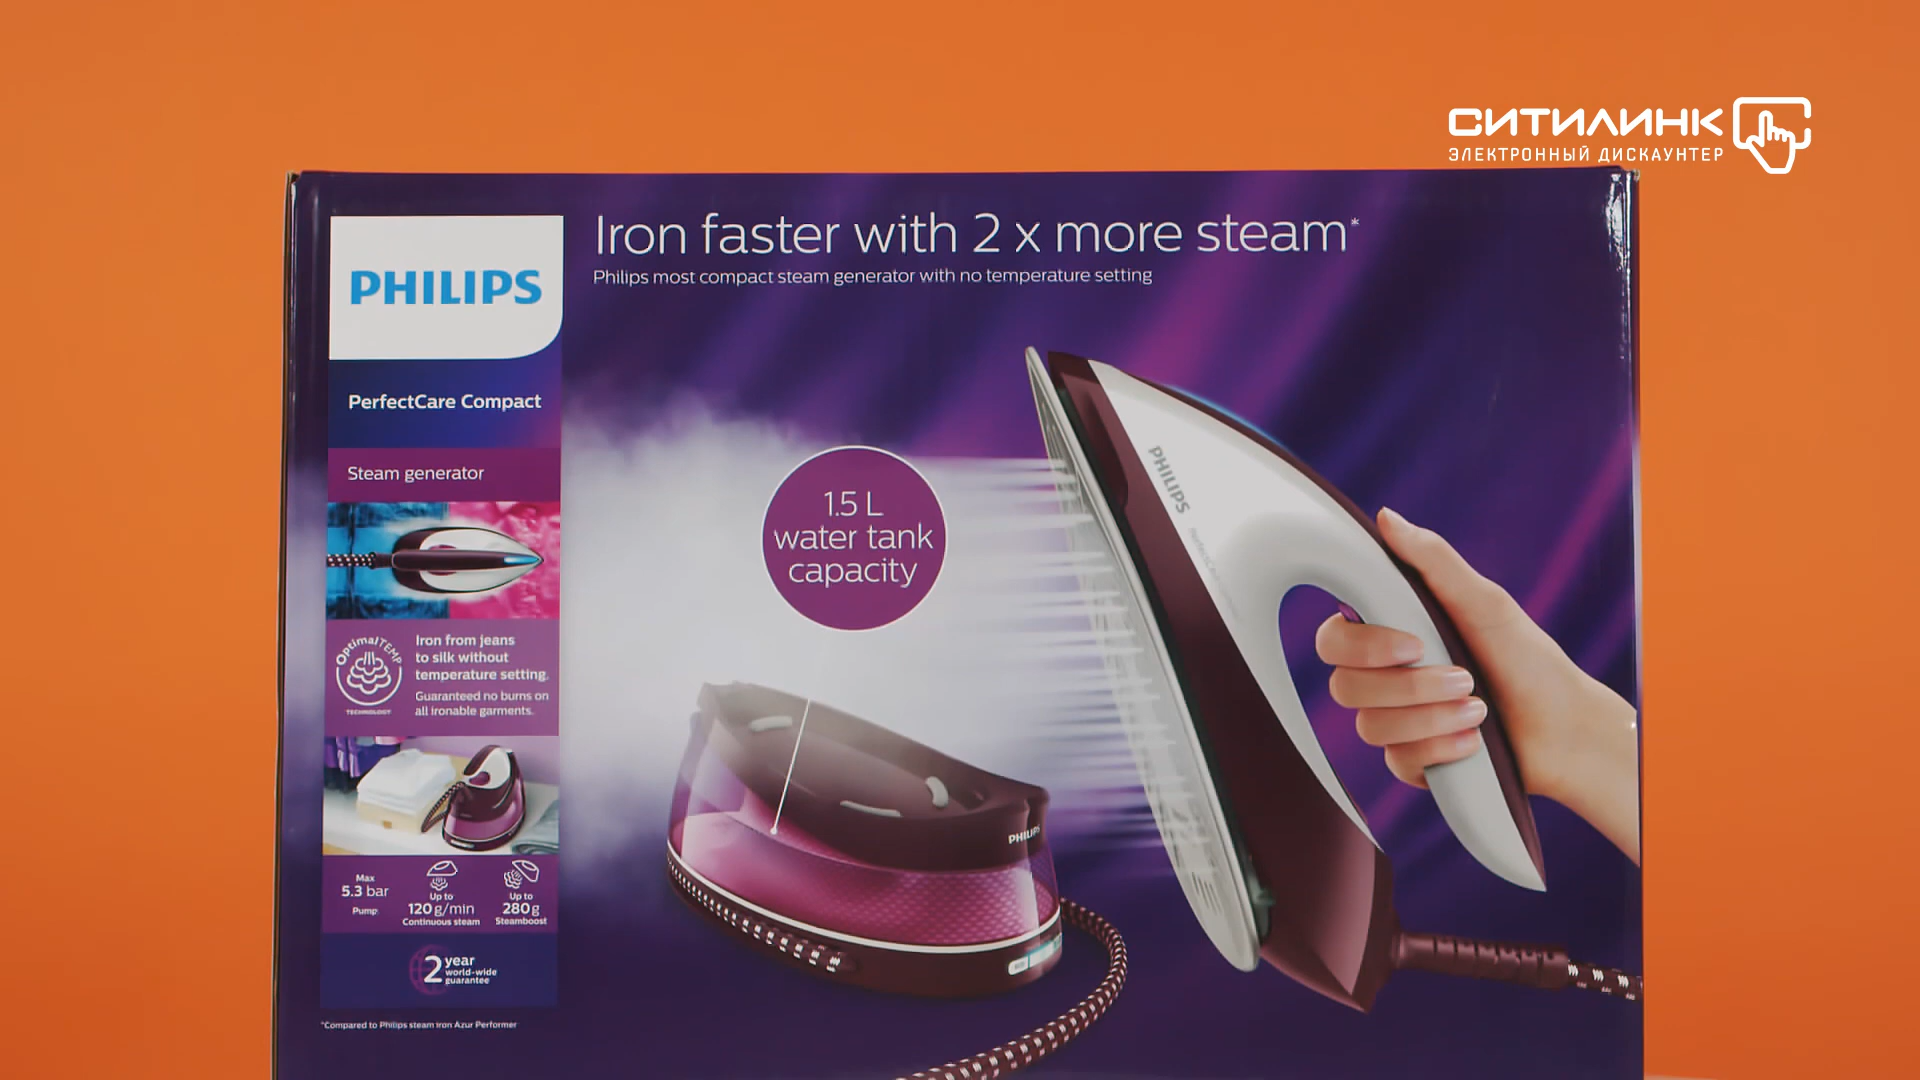 СИТИЛИНК
ЭЛЕКТРОННЫЙ ДИСКАУНТЕР
Iron faster with 2 x more steam*
Philips most compact steam generator with no temperature setting
PHILIPS
PerfectCare Compact
Steam generator
OptimalTEMP
TECHNOLOGY
Iron from jeans
to silk without
temperature setting.
Guaranteed no burns on
all ironable garments.
Max
5.3 bar
Pump
Up to
120 g/min
Continuous steam
Up to
280 g
Steamboost
2 year
world-wide
guarantee
*Compared to Philips steam iron Azur Performer
1.5 L
water tank
capacity
PHILIPS
PHILIPS